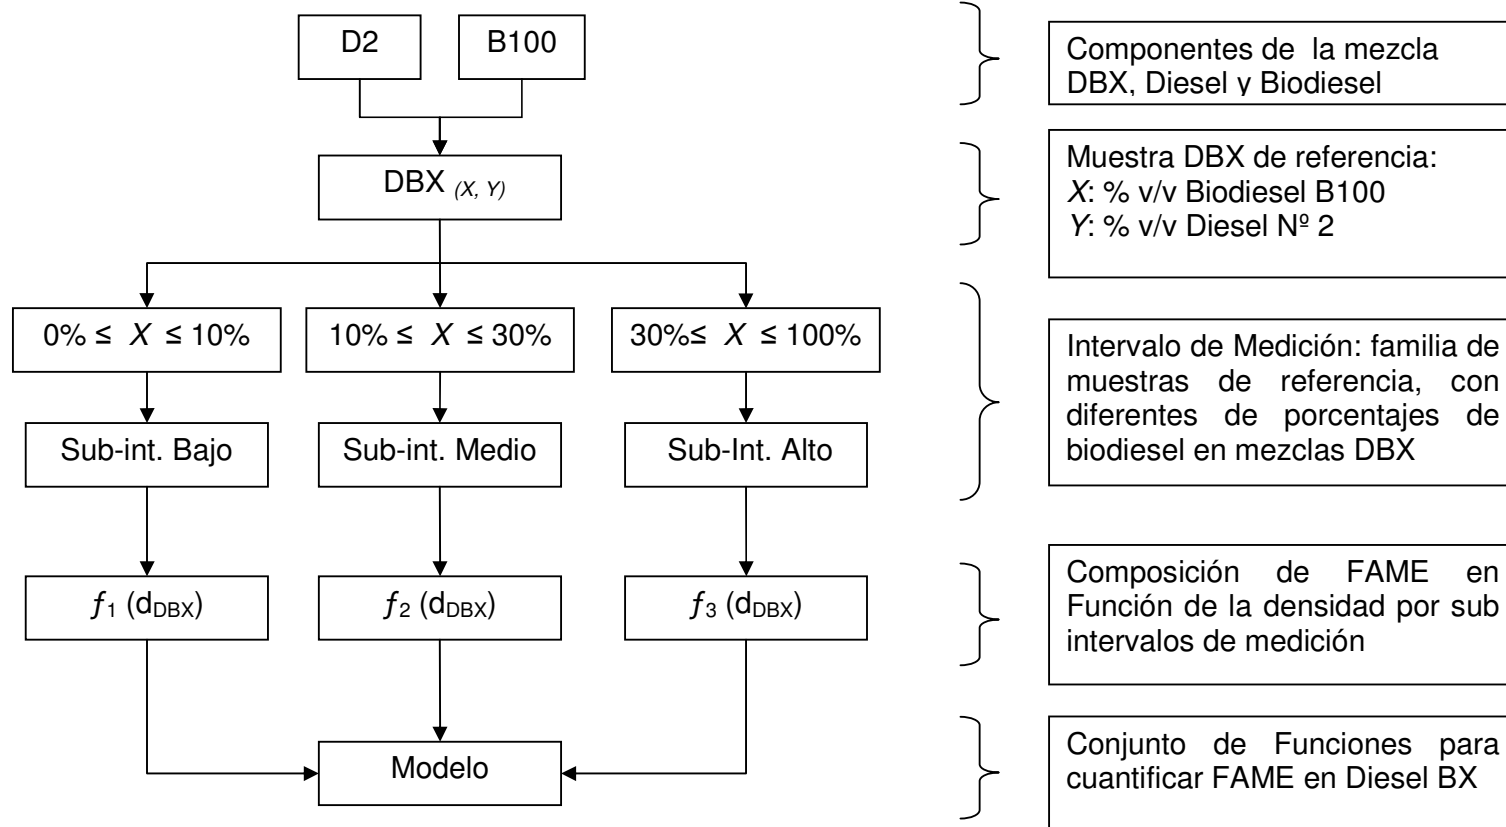 D2
B100
Componentes de la mezcla
DBX, Diesel y Biodiesel
DBX (X, Y)
Muestra DBX de referencia:
X: % v/v Biodiesel B100
Y: % v/v Diesel Nº 2
0% ≤ X ≤ 10%
10% ≤ X ≤ 30%
30%≤ X ≤ 100%
Sub-int. Bajo
Sub-int. Medio
Sub-Int. Alto
Intervalo de Medición: familia de
muestras de referencia, con
diferentes de porcentajes de
biodiesel en mezclas DBX
ƒ1 (dDBX)
ƒ2 (dDBX)
ƒ3 (dDBX)
Composición de FAME en
Función de la densidad por sub
intervalos de medición
Modelo
Conjunto de Funciones para
cuantificar FAME en Diesel BX